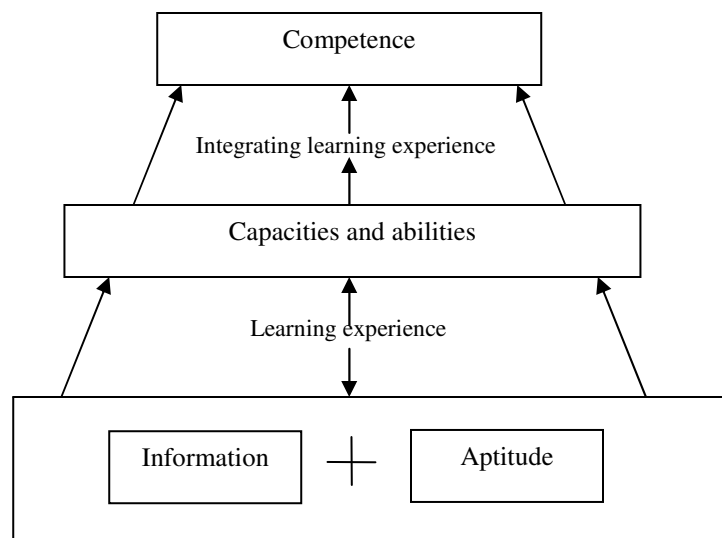 Competence
Integrating learning experience
Capacities and abilities
Learning experience
Information + Aptitude